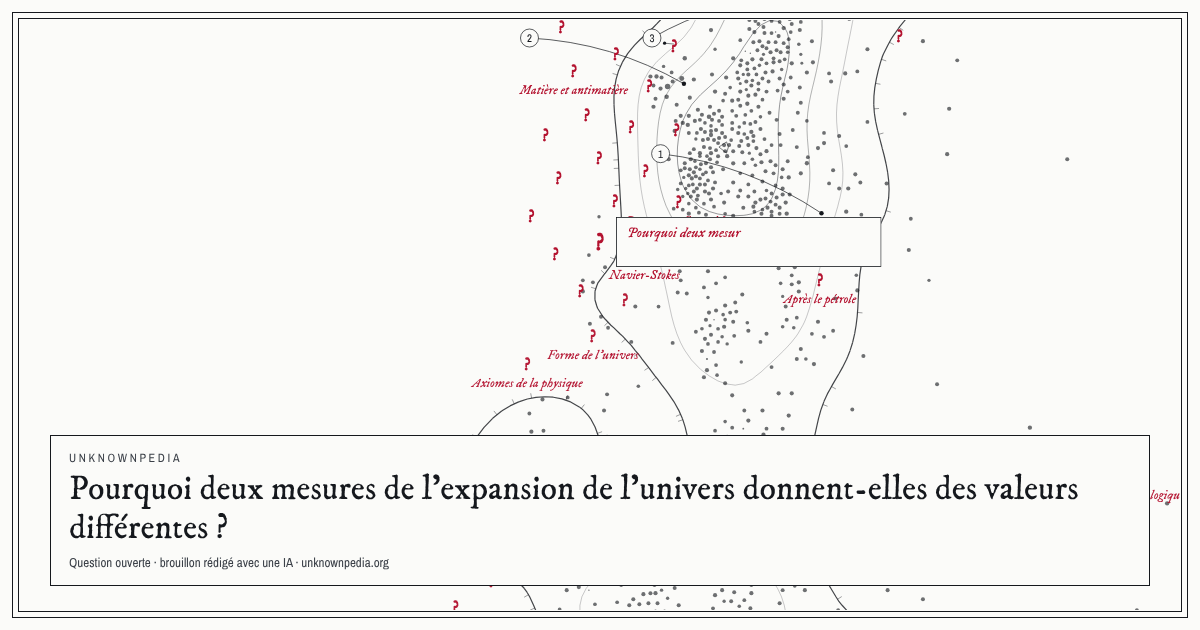 2
3
Matière et antimatière
1
Pourquoi deux mesur
Navier-Stokes
Après le pétrole
Forme de l'univers
Axiomes de la physique
UNKNOWNPEDIA
Pourquoi deux mesures de l'expansion de l'univers donnent-elles des valeurs
différentes ?
logiqu
Question ouverte · brouillon rédigé avec une IA · unknownpedia.org